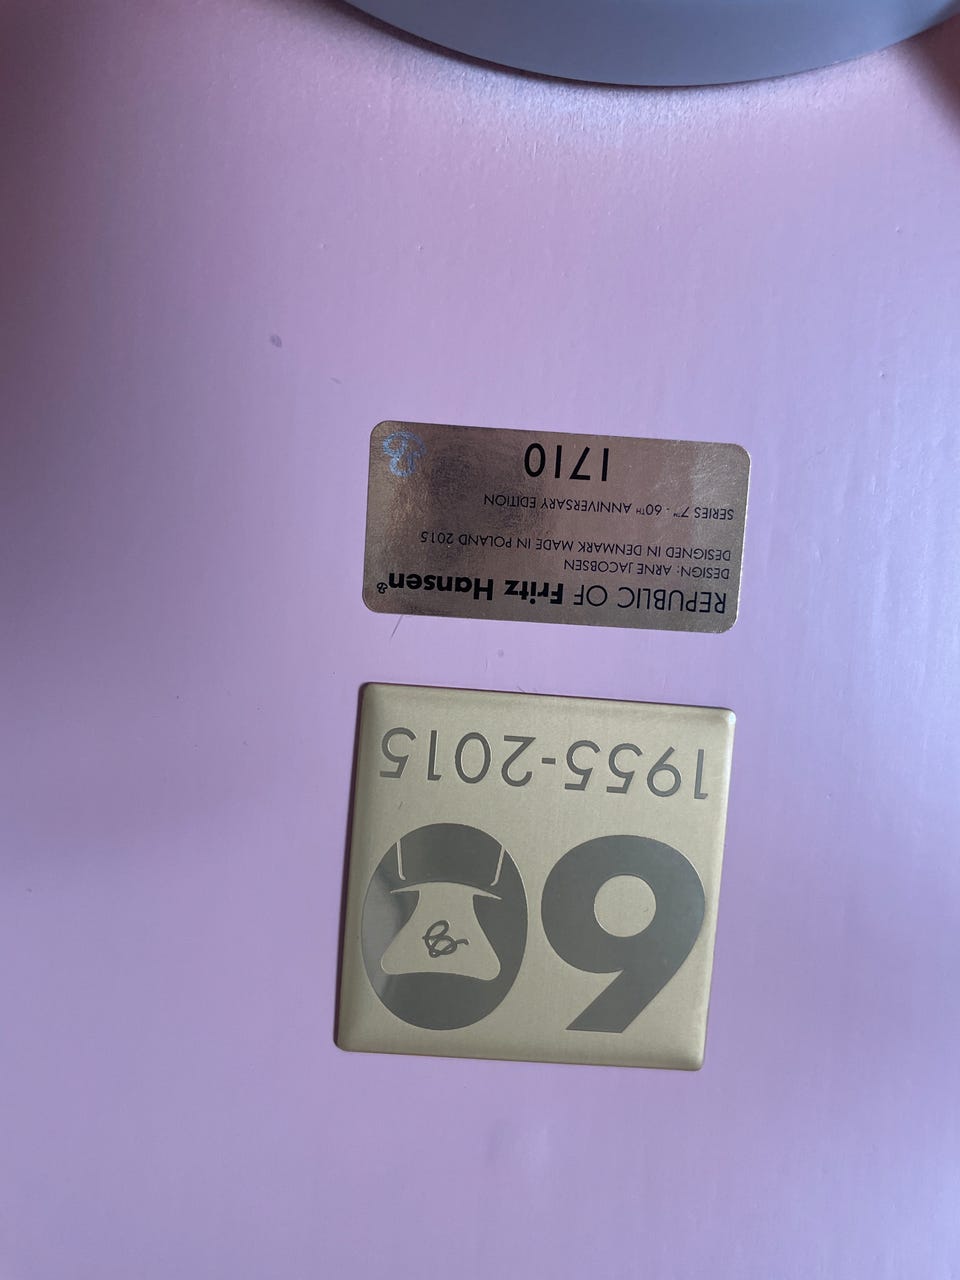 REPUBLIC OF Fritz Hansen®
DESIGN: ARNE JACOBSEN
DESIGNED IN DENMARK MADE IN POLAND 2015
SERIES 7™ - 60TH ANNIVERSARY EDITION
1710
60
1955-2015